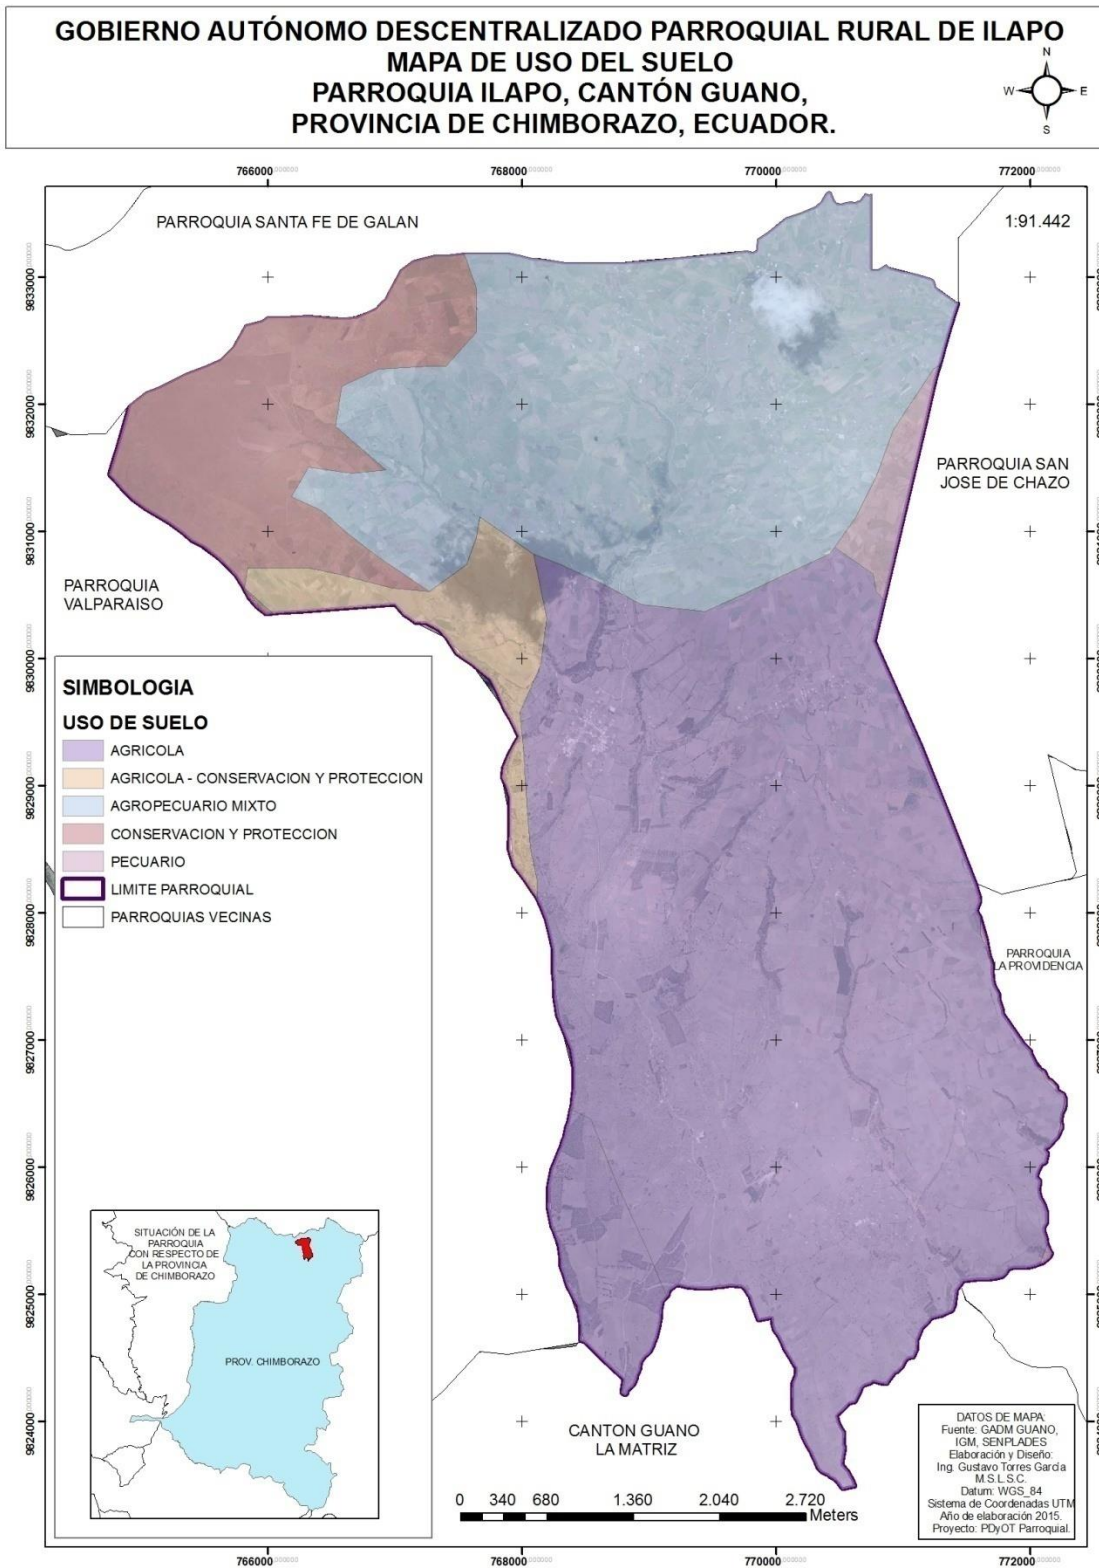 GOBIERNO AUTÓNOMO DESCENTRALIZADO PARROQUIAL RURAL DE ILAPO
MAPA DE USO DEL SUELO
PARROQUIA ILAPO, CANTÓN GUANO,
PROVINCIA DE CHIMBORAZO, ECUADOR.
N
W E
S
766000 768000 770000 772000
PARROQUIA SANTA FE DE GALAN
1:91.442
9833000
9832000
9831000
9830000
9829000
9828000
9827000
9826000
9825000
9824000
PARROQUIA SAN
JOSE DE CHAZO
PARROQUIA
VALPARAISO
SIMBOLOGIA
USO DE SUELO
AGRICOLA
AGRICOLA - CONSERVACION Y PROTECCION
AGROPECUARIO MIXTO
CONSERVACION Y PROTECCION
PECUARIO
LIMITE PARROQUIAL
PARROQUIAS VECINAS
PARROQUIA
LA PROVIDENCIA
SITUACIÓN DE LA
PARROQUIA
CON RESPECTO DE
LA PROVINCIA
DE CHIMBORAZO
PROV. CHIMBORAZO
CANTON GUANO
LA MATRIZ
0 340 680 1.360 2.040 2.720
Meters
DATOS DE MAPA:
Fuente: GADM GUANO,
IGM, SENPLADES
Elaboración y Diseño:
Ing. Gustavo Torres García
M.S.L.S.C.
Datum: WGS_84
Sistema de Coordenadas UTM
Año de elaboración 2015.
Proyecto: PDyOT Parroquial.
766000 768000 770000 772000